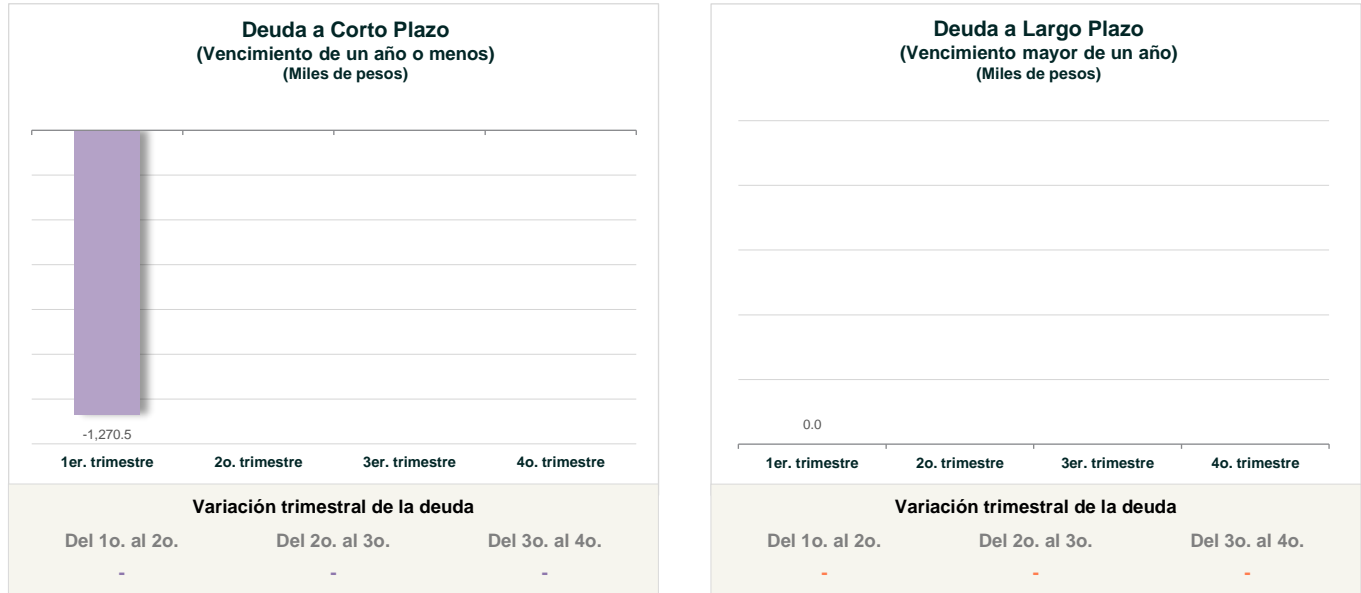 Deuda a Corto Plazo
(Vencimiento de un año o menos)
(Miles de pesos)
-1,270.5
1er. trimestre 2o. trimestre 3er. trimestre 4o. trimestre
Variación trimestral de la deuda
Del 1o. al 2o. Del 2o. al 3o. Del 3o. al 4o.
- - -
Deuda a Largo Plazo
(Vencimiento mayor de un año)
(Miles de pesos)
0.0
1er. trimestre 2o. trimestre 3er. trimestre 4o. trimestre
Variación trimestral de la deuda
Del 1o. al 2o. Del 2o. al 3o. Del 3o. al 4o.
- - -